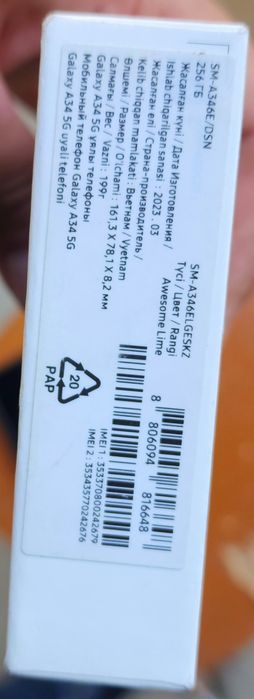 SM-A346E/DSN
256 ГБ
Жасалған күні / Дата Изготовления /
Ishlab chiqarilgan sanasi : 2023 . 03
Жасалған елі / Страна-производитель /
Kelib chiqqan mamlakati : Вьетнам / Vyetnam
Өлшемі / Размер / O'lchami : 161,3 X 78,1 X 8,2 мм
Салмағы / Вес / Vazni : 199г
Galaxy A34 5G ұялы телефоны
Мобильный телефон Galaxy A34 5G
Galaxy A34 5G uyali telefoni
SM-A346ELGESKZ
Түсі / Цвет / Rangi
Awesome Lime
8 806094 816648
IMEI 1 : 353370800242679
IMEI 2 : 353435770242676
20
PAP